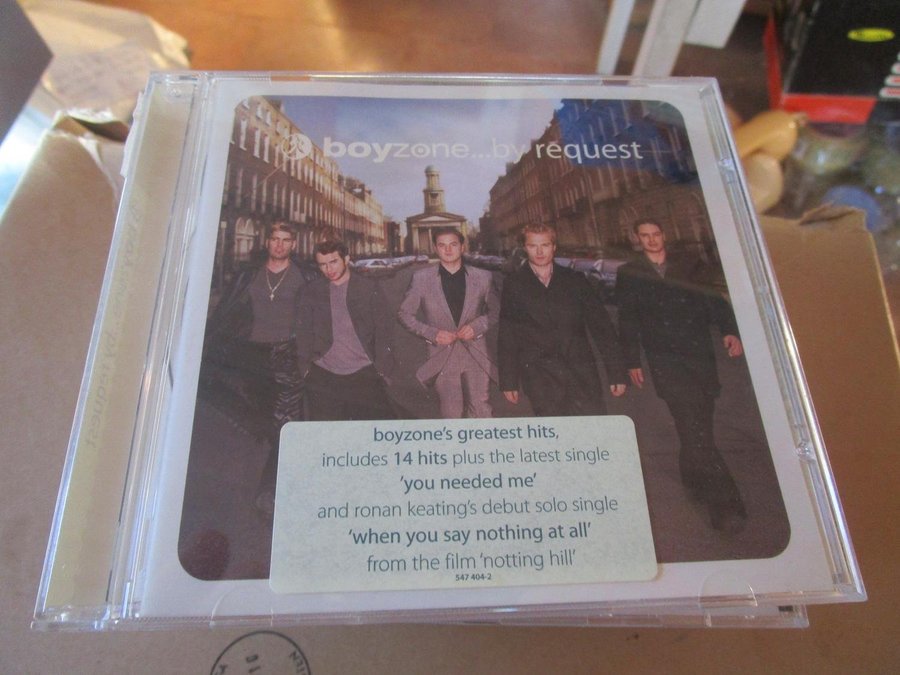 boyzone...by request
boyzone's greatest hits,
includes 14 hits plus the latest single
'you needed me'
and ronan keating's debut solo single
'when you say nothing at all'
from the film 'notting hill'
547 404-2